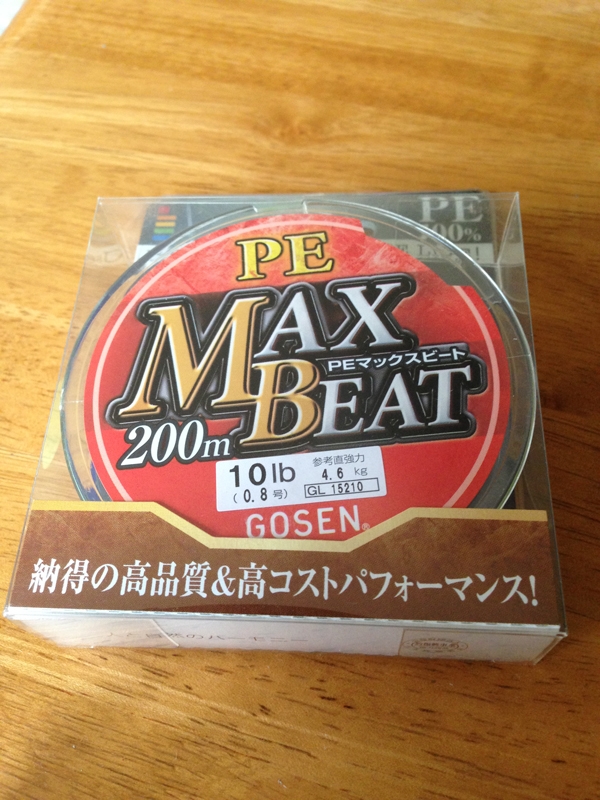 PE
100%
PE
MAX
BEAT
PEマックスビート
200m
10lb
(0.8号)
参考直強力
4.6 kg
GL 15210
GOSEN®
納得の高品質&高コストパフォーマンス!